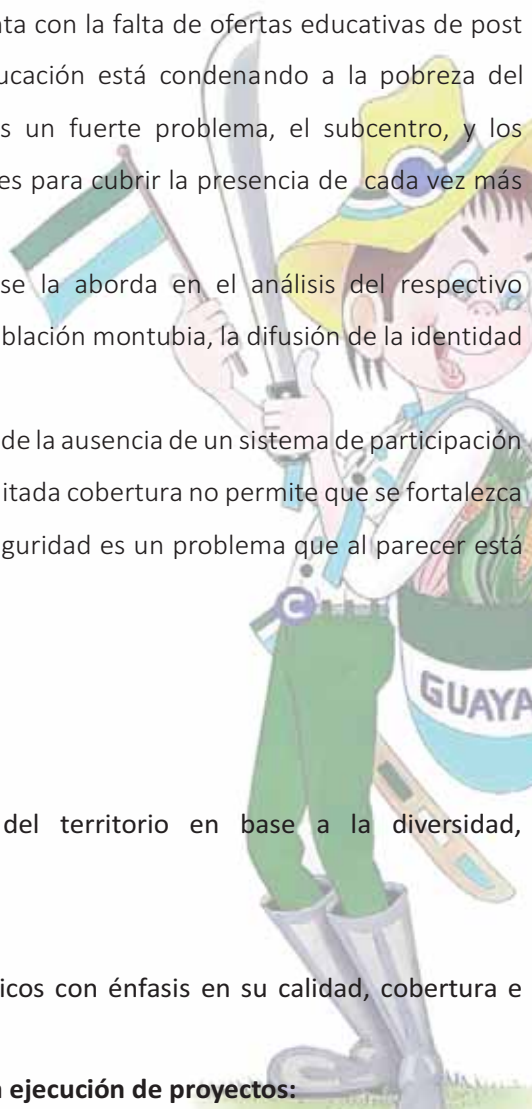 nta con la falta de ofertas educativas de post
ucación está condenando a la pobreza del
s un fuerte problema, el subcentro, y los
es para cubrir la presencia de cada vez más
se la aborda en el análisis del respectivo
blación montubia, la difusión de la identidad
de la ausencia de un sistema de participación
itada cobertura no permite que se fortalezca
guridad es un problema que al parecer está
C
GUAYA
del territorio en base a la diversidad,
icos con énfasis en su calidad, cobertura e
n ejecución de proyectos: